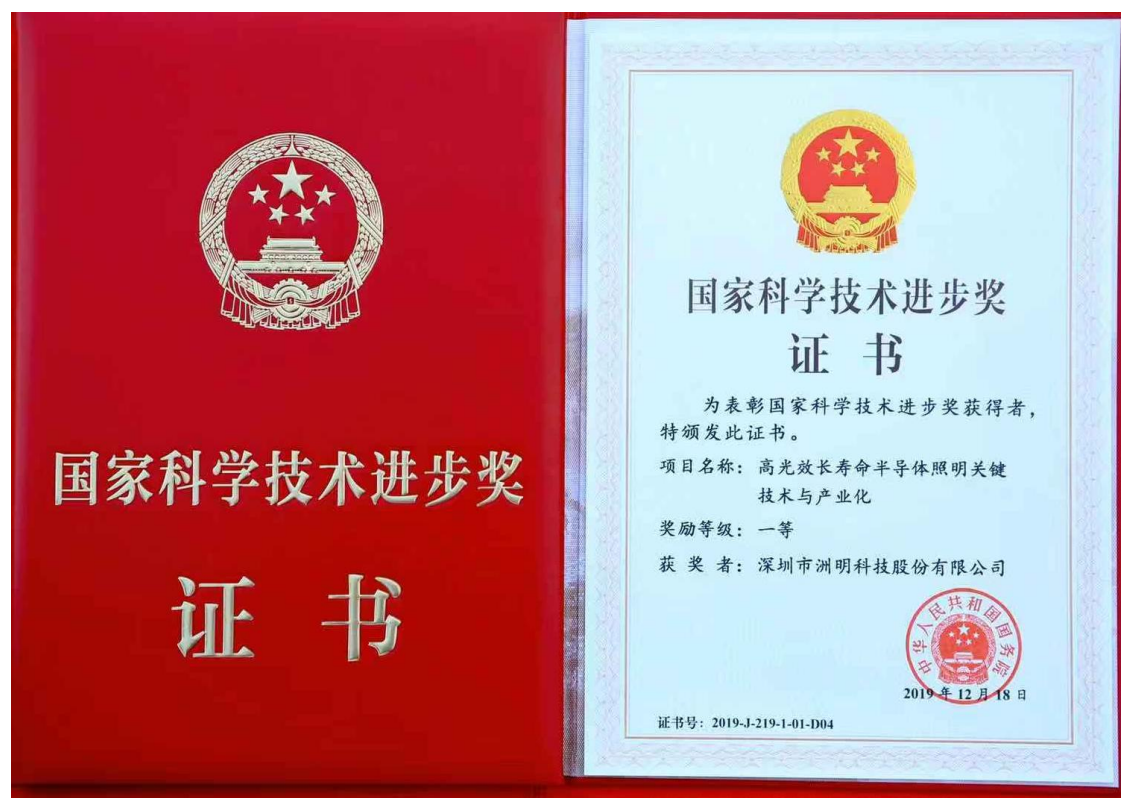 国家科学技术进步奖
证书
国家科学技术进步奖
证书
为表彰国家科学技术进步奖获得者，
特颁发此证书。
项目名称：高光效长寿命半导体照明关键
技术与产业化
奖励等级：一等
获奖者：深圳市洲明科技股份有限公司
中华人民共和国国务院
2019年12月18日
证书号：2019-J-219-1-01-D04